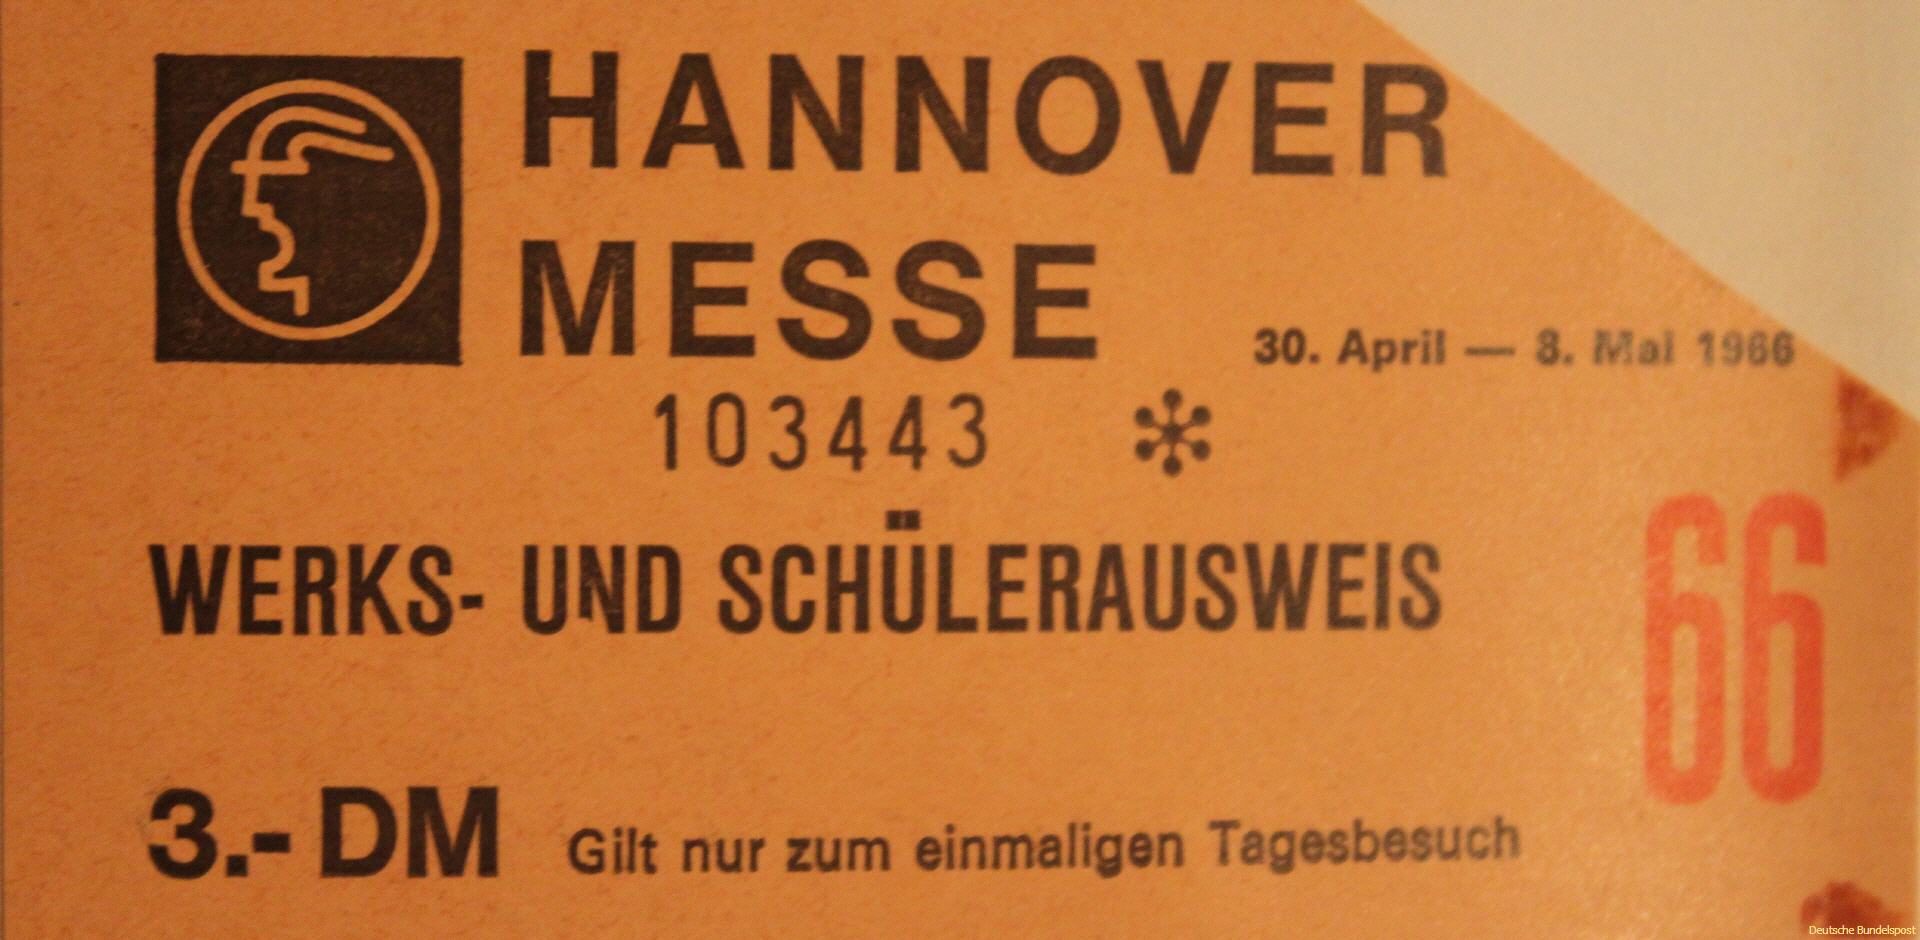 HANNOVER
MESSE
30. April — 8. Mai 1966
103443 *
WERKS- UND SCHÜLERAUSWEIS
66
3.- DM Gilt nur zum einmaligen Tagesbesuch
Deutsche Bundelspost